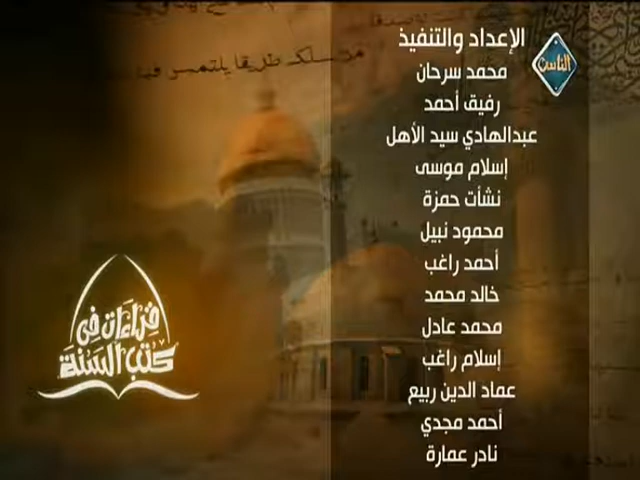 الإعداد والتنفيذ
الناس
محمد سرحان
رفيق أحمد
عبدالهادي سيد الأهل
إسلام موسى
نشأت حمزة
محمود نبيل
أحمد راغب
خالد محمد
محمد عادل
إسلام راغب
عماد الدين ربيع
أحمد مجدي
نادر عمارة
قراءات في
كتب السنة
من سلك طريقا يلتمس فيه